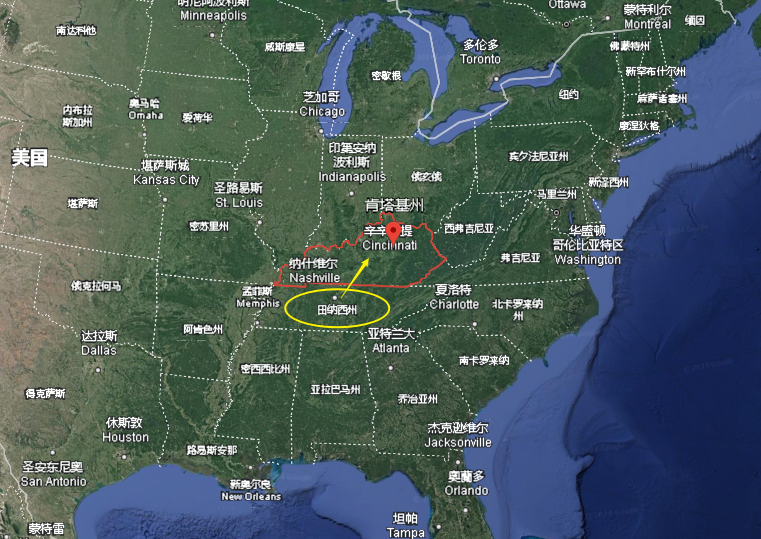 明尼阿波利斯
Minneapolis
Ottawa
蒙特利尔
Montreal
缅因
南达科他
威斯康星
多伦多
Toronto
佛蒙特州
密歇根
新罕布什尔州
内布拉
斯加州
奥马哈
Omaha
爱荷华
芝加哥
Chicago
纽约
麻萨诸塞州
康涅狄格
美国
印第安纳
波利斯
Indianapolis
宾夕法尼亚州
堪萨斯城
Kansas City
圣路易斯
St. Louis
俄亥俄
新泽西州
马里兰州
堪萨斯
肯塔基州
密苏里州
辛辛 提
Cincinnati
西弗吉尼亚
华盛顿
哥伦比亚特区
Washington
弗吉尼亚
纳什维尔
Nashville
俄克拉何马
孟菲斯
Memphis
田纳西州
夏洛特
Charlotte
北卡罗来纳
州
阿肯色州
达拉斯
Dallas
亚特兰大
Atlanta
南卡罗来纳
密西西比州
得克萨斯
亚拉巴马州
乔治亚州
休斯敦
Houston
杰克逊维尔
Jacksonville
路易斯安那
圣安东尼奥
San Antonio
新奥尔良
New Orleans
奥蘭多
Orlando
坦帕
Tampa
蒙特雷